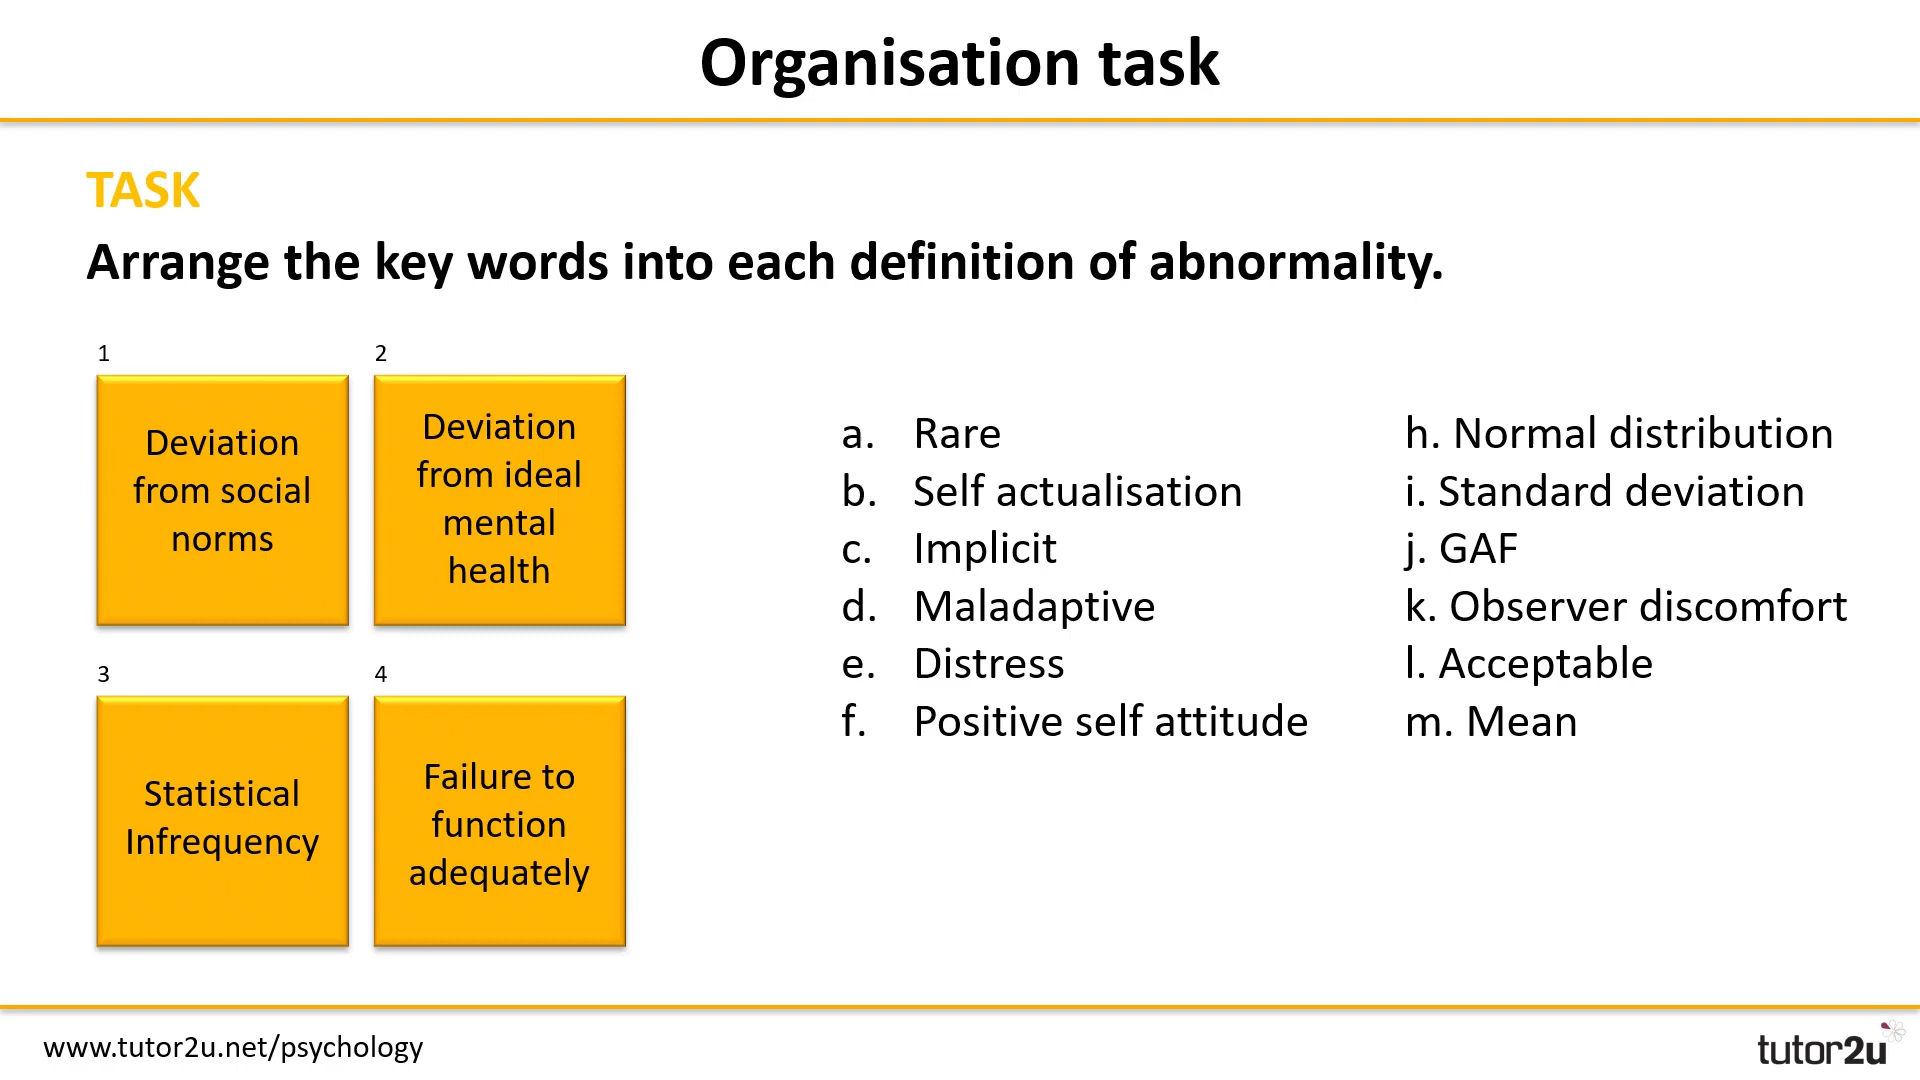 Organisation task
TASK
Arrange the key words into each definition of abnormality.
1
Deviation
from social
norms
2
Deviation
from ideal
mental
health
3
Statistical
Infrequency
4
Failure to
function
adequately
a. Rare
b. Self actualisation
c. Implicit
d. Maladaptive
e. Distress
f. Positive self attitude
h. Normal distribution
i. Standard deviation
j. GAF
k. Observer discomfort
l. Acceptable
m. Mean
www.tutor2u.net/psychology
tutor2u